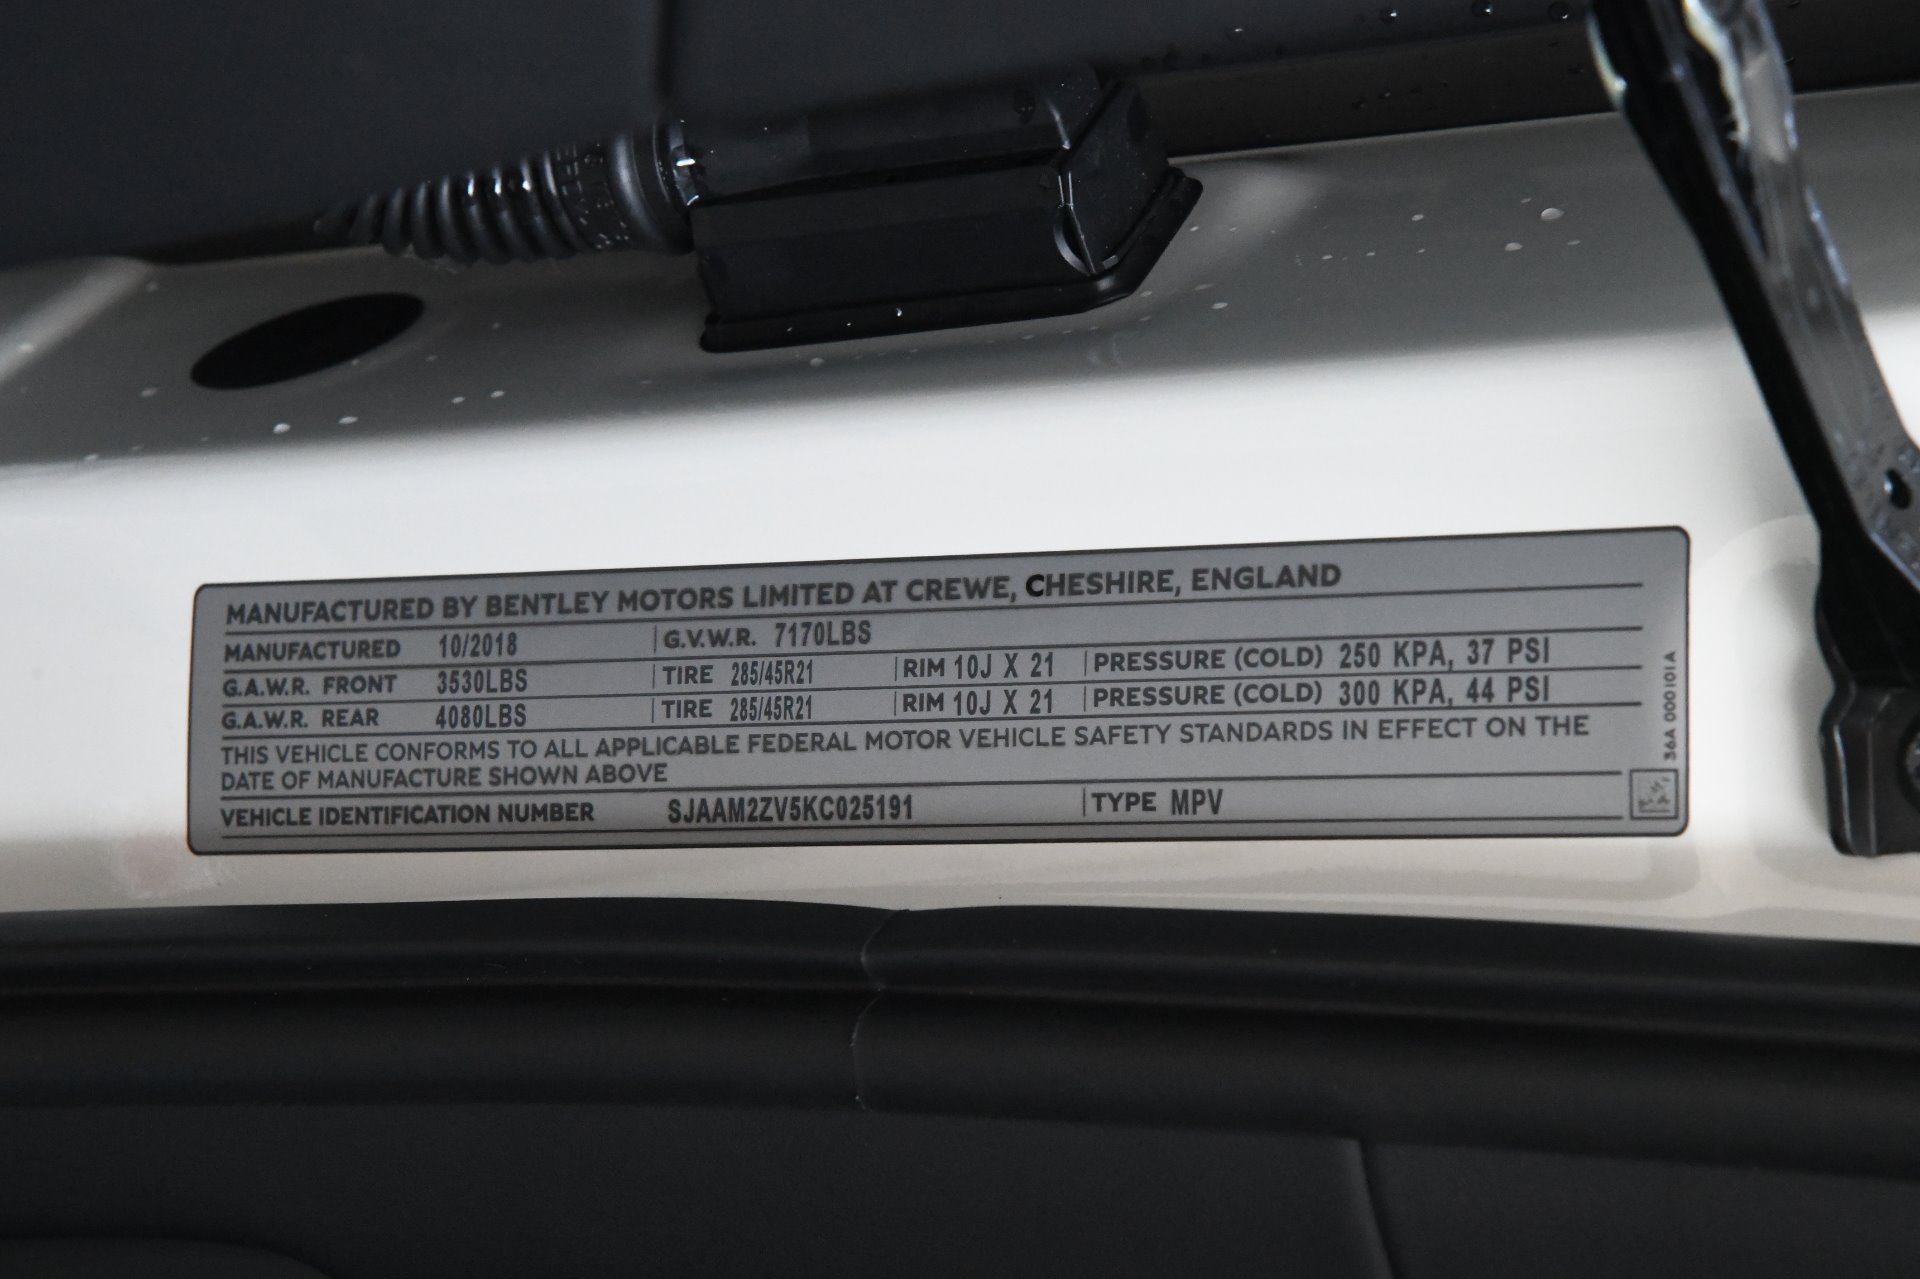 MANUFACTURED BY BENTLEY MOTORS LIMITED AT CREWE, CHESHIRE, ENGLAND
MANUFACTURED 10/2018 G.V.W.R. 7170LBS
G.A.W.R. FRONT 3530LBS TIRE 285/45R21 RIM 10J X 21 PRESSURE (COLD) 250 KPA, 37 PSI
G.A.W.R. REAR 4080LBS TIRE 285/45R21 RIM 10J X 21 PRESSURE (COLD) 300 KPA, 44 PSI
THIS VEHICLE CONFORMS TO ALL APPLICABLE FEDERAL MOTOR VEHICLE SAFETY STANDARDS IN EFFECT ON THE
DATE OF MANUFACTURE SHOWN ABOVE
VEHICLE IDENTIFICATION NUMBER SJAAM2ZV5KC025191 TYPE MPV
36A 000101A